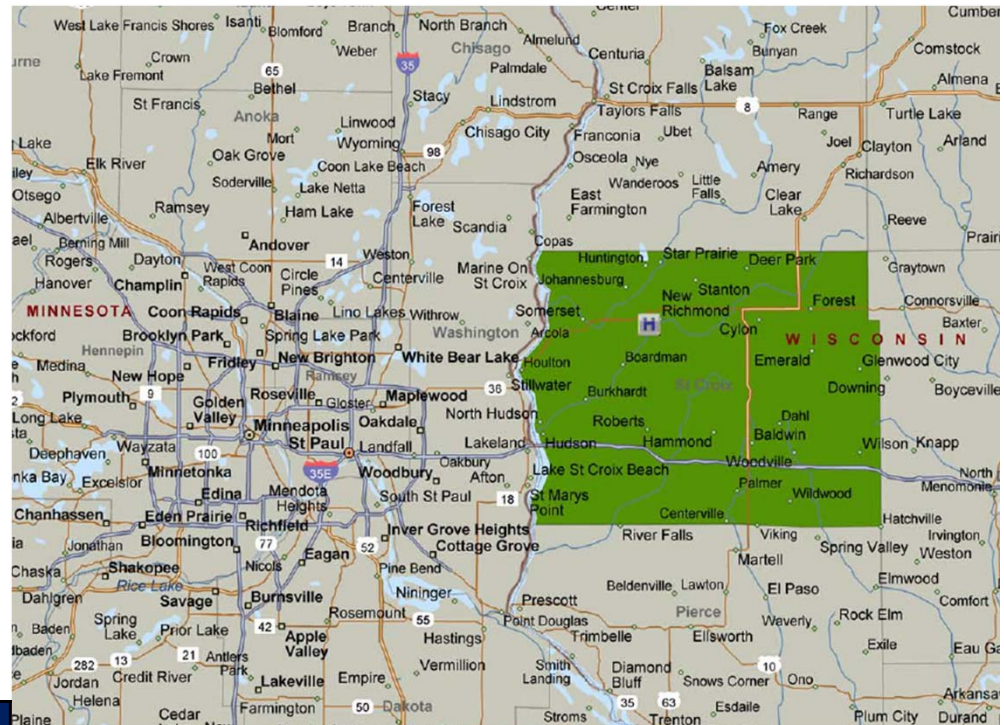 West Lake Francis Shores
Isanti
Blomford
Branch
North Branch
Weber
Chisago
Almelund
Center
Centuria
Fox Creek
Bunyan
Cumber
Comstock
Crown
Lake Fremont
65
Bethel
35
Palmdale
St Croix Falls
Balsam
Lake
Almena
St Francis
Stacy
Lindstrom
Taylors Falls
8
Range
Turtle Lake
Anoka
Linwood
Wyoming
Chisago City
Franconia
Ubet
Joel
Clayton
Arland
Mort
Oak Grove
98
Coon Lake Beach
Osceola
Nye
Wanderoos
Little
Falls
Amery
Richardson
Lake
Elk River
Soderville
Lake Netta
East
Farmington
Clear
Lake
Otsego
Ramsey
Ham Lake
Forest
Lake
Scandia
Reeve
Albertville
Berning Mill
Andover
Copas
Rogers
Dayton
West Coon
Rapids
14
Weston
Marine On
St Croix
Huntington
Star Prairie
Deer Park
Graytown
Hanover
Champlin
Circle
Pines
Centerville
Johannesburg
Stanton
MINNESOTA
Coon Rapids
Blaine
Lino Lakes
Withrow
Somerset
New
Richmond
Forest
Connorsville
Brooklyn Park
Spring Lake Park
Washington
Arcola
H
Cylon
WISCONSIN
Baxter
Hennepin
Fridley
New Brighton
White Bear Lake
Houlton
Boardman
Emerald
Glenwood City
Medina
New Hope
Ramsey
36
Stillwater
St Croix
Downing
Boyceville
Plymouth
9
Golden
Valley
Roseville
Gloster
Maplewood
North Hudson
Burkhardt
Long Lake
Minneapolis
Oakdale
Roberts
Dahl
Wayzata
St Paul
Landfall
Lakeland
Hudson
Hammond
Baldwin
Wilson
Knapp
Deephaven
100
35E
Woodbury
Oakbury
Woodville
Excelsior
Minnetonka
Afton
Lake St Croix Beach
Menomonie
Edina
Mendota
Heights
South St Paul
18
St Marys
Point
Palmer
Wildwood
Chanhassen
Eden Prairie
Richfield
Inver Grove Heights
Centerville
Hatchville
Jonathan
Bloomington
77
52
Cottage Grove
River Falls
Viking
Spring Valley
Irvington
Weston
Shakopee
Nicols
Eagan
Pine Bend
Martell
Chaska
Rice Lake
Beldenville
Lawton
El Paso
Elmwood
Dahlgren
Savage
Burnsville
Nininger
Prescott
Pierce
Comfort
Spring
Lake
Prior Lake
42
Apple
Valley
Rosemount
55
Point Douglas
Waverly
Rock Elm
Baden
Hastings
Trimbelle
Ellsworth
Exile
282
13
21
Antlers
Park
Vermillion
Smith
Landing
Diamond
Bluff
10
Eau Ga
Jordan
Credit River
Lakeville
Empire
Snows Corner
Ono
Helena
Farmington
50
Dakota
35
63
Esdaile
Arkansa
Cedar
Stroms
Trenton
Plum City
Durand